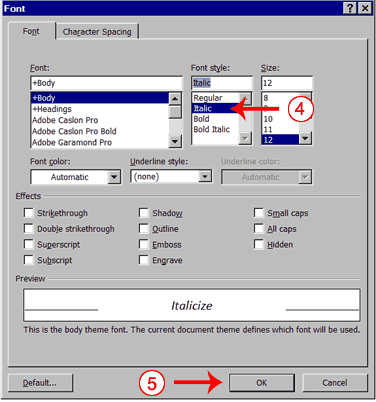 Font
Font Character Spacing
Font: Font style: Size:
+Body Italic 12
+Body Regular 8
+Headings Italic
Adobe Caslon Pro Bold 10
Adobe Caslon Pro Bold Bold Italic 11
Adobe Garamond Pro 12
4
Font color: Underline style: Underline color:
Automatic (none) Automatic
Effects
Strikethrough Shadow Small caps
Double strikethrough Outline All caps
Superscript Emboss Hidden
Subscript Engrave
Preview
Italicize
This is the body theme font. The current document theme defines which font will be used.
Default... 5 OK Cancel